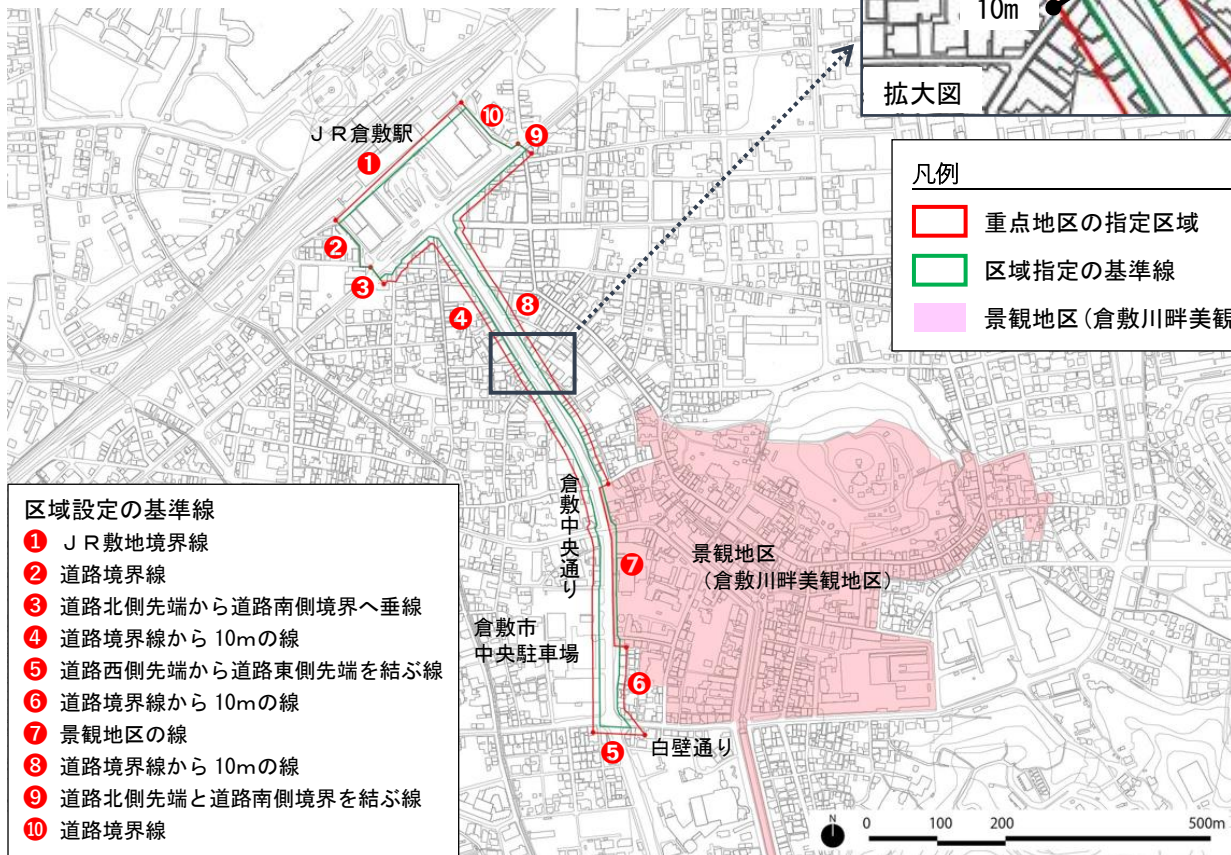 10m
拡大図
ＪＲ倉敷駅
❶
❷
❸
❹
❺
❻
❼
❽
❾
❿
凡例
重点地区の指定区域
区域指定の基準線
景観地区(倉敷川畔美観
区域設定の基準線
❶ ＪＲ敷地境界線
❷ 道路境界線
❸ 道路北側先端から道路南側境界へ垂線
❹ 道路境界線から10mの線
❺ 道路西側先端から道路東側先端を結ぶ線
❻ 道路境界線から10mの線
❼ 景観地区の線
❽ 道路境界線から10mの線
❾ 道路北側先端と道路南側境界を結ぶ線
❿ 道路境界線
倉敷中央通り
景観地区
(倉敷川畔美観地区)
倉敷市
中央駐車場
白壁通り
N
0 100 200 500m